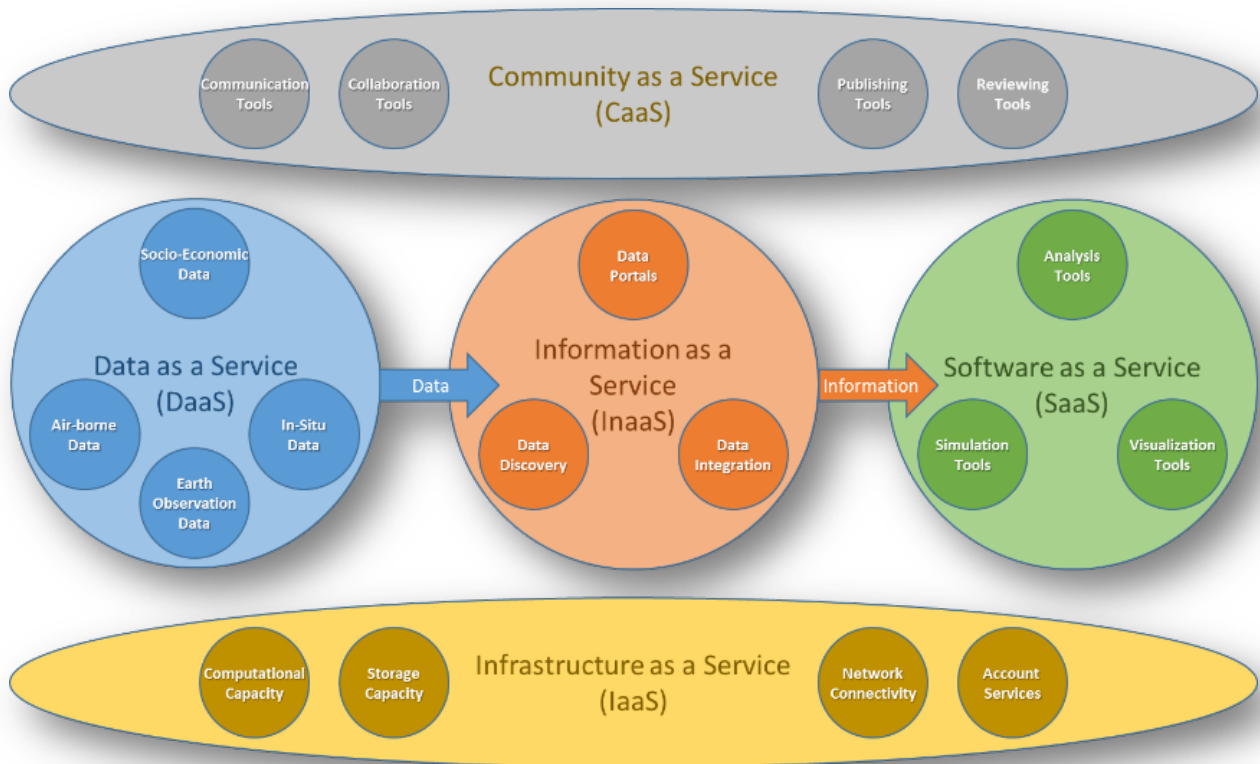 Community as a Service
(CaaS)
Communication
Tools
Collaboration
Tools
Publishing
Tools
Reviewing
Tools
Socio-Economic
Data
Data as a Service
(DaaS)
Air-borne
Data
In-Situ
Data
Earth
Observation
Data
Data
Data
Portals
Information as a
Service
(InaaS)
Data
Discovery
Data
Integration
Information
Analysis
Tools
Software as a Service
(SaaS)
Simulation
Tools
Visualization
Tools
Infrastructure as a Service
(IaaS)
Computational
Capacity
Storage
Capacity
Network
Connectivity
Account
Services